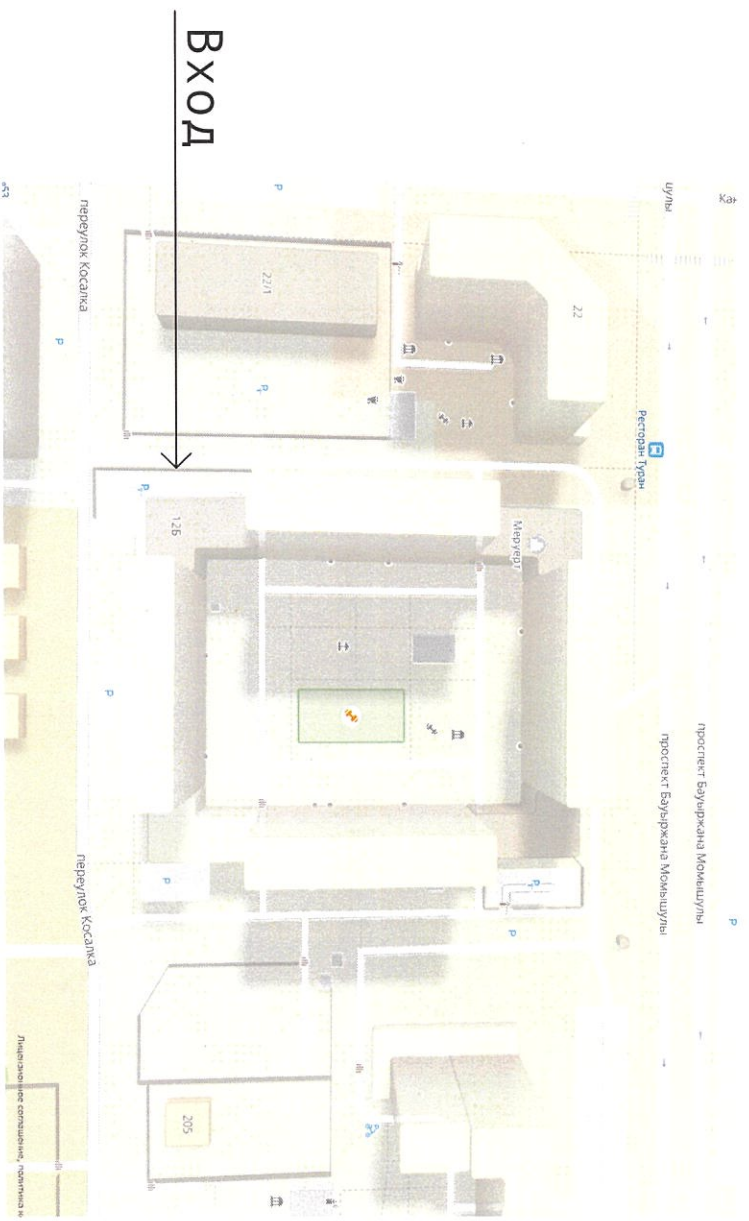 Вход
проспект Бауыржана Момышулы
проспект Бауыржана Момышулы
Ресторан Туран
22
22/1
Меруерт
12Б
переулок Косалка
переулок Косалка
205
P
P
P
P
P
P
P
P
P
Лицензионное соглашение, политика